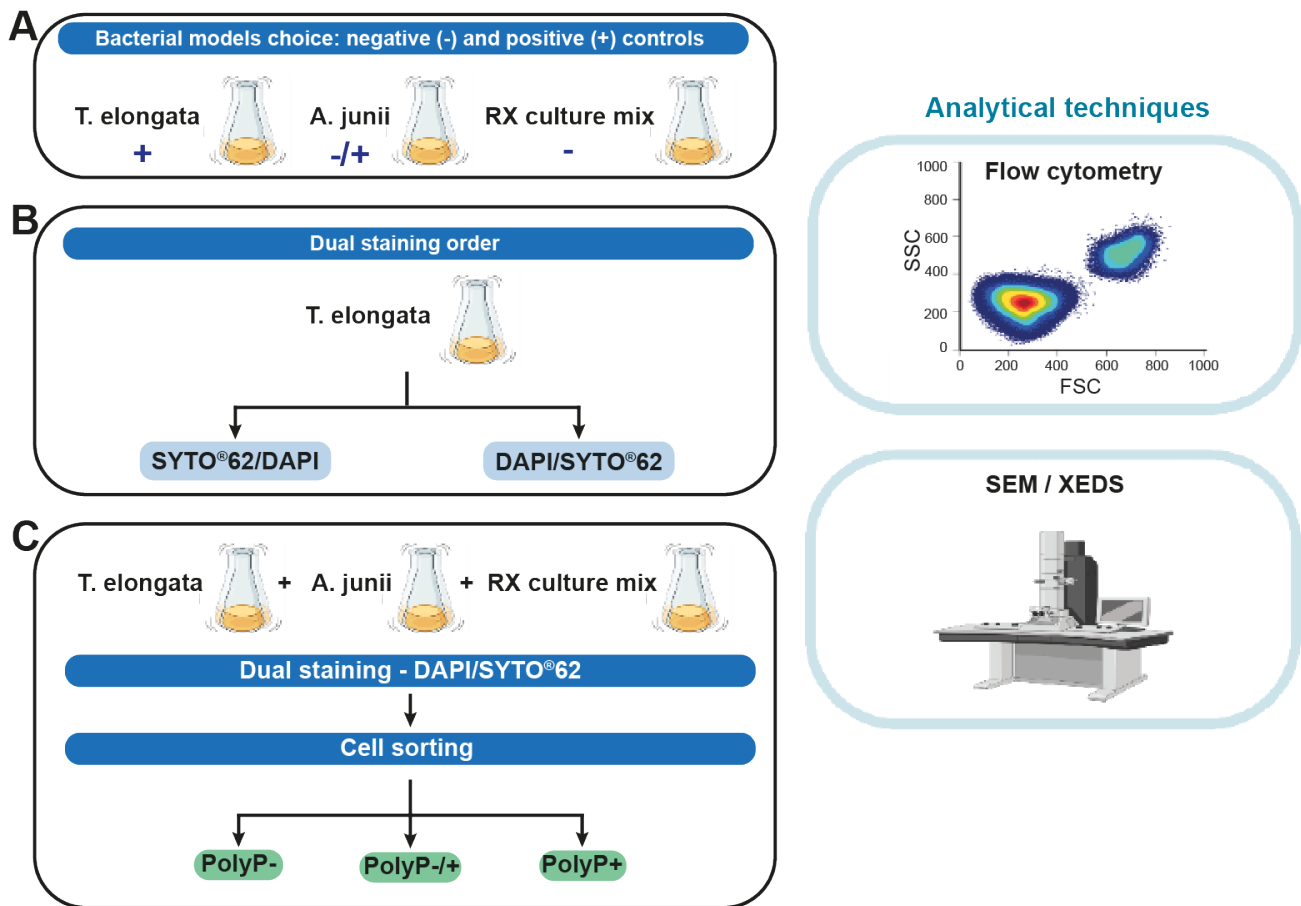 A
Bacterial models choice: negative (-) and positive (+) controls
T. elongata
+
A. junii
-/+
RX culture mix
-
B
Dual staining order
T. elongata
SYTO®62/DAPI
DAPI/SYTO®62
C
T. elongata + A. junii + RX culture mix
Dual staining - DAPI/SYTO®62
Cell sorting
PolyP-
PolyP-/+
PolyP+
Analytical techniques
Flow cytometry
SSC
1000
800
600
400
200
0
0 200 400 600 800 1000
FSC
SEM / XEDS